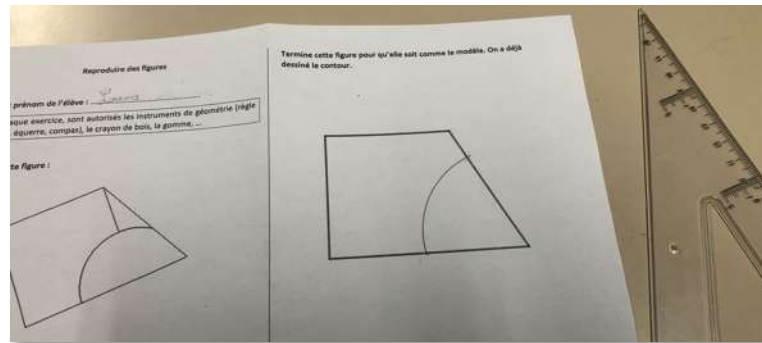 Reproduire des figures
prénom de l'élève :
aque exercice, sont autorisés les instruments de géométrie (règle
équerre, compas), le crayon de bois, la gomme, ...
te figure :
Termine cette figure pour qu'elle soit comme le modèle. On a déjà
dessiné le contour.